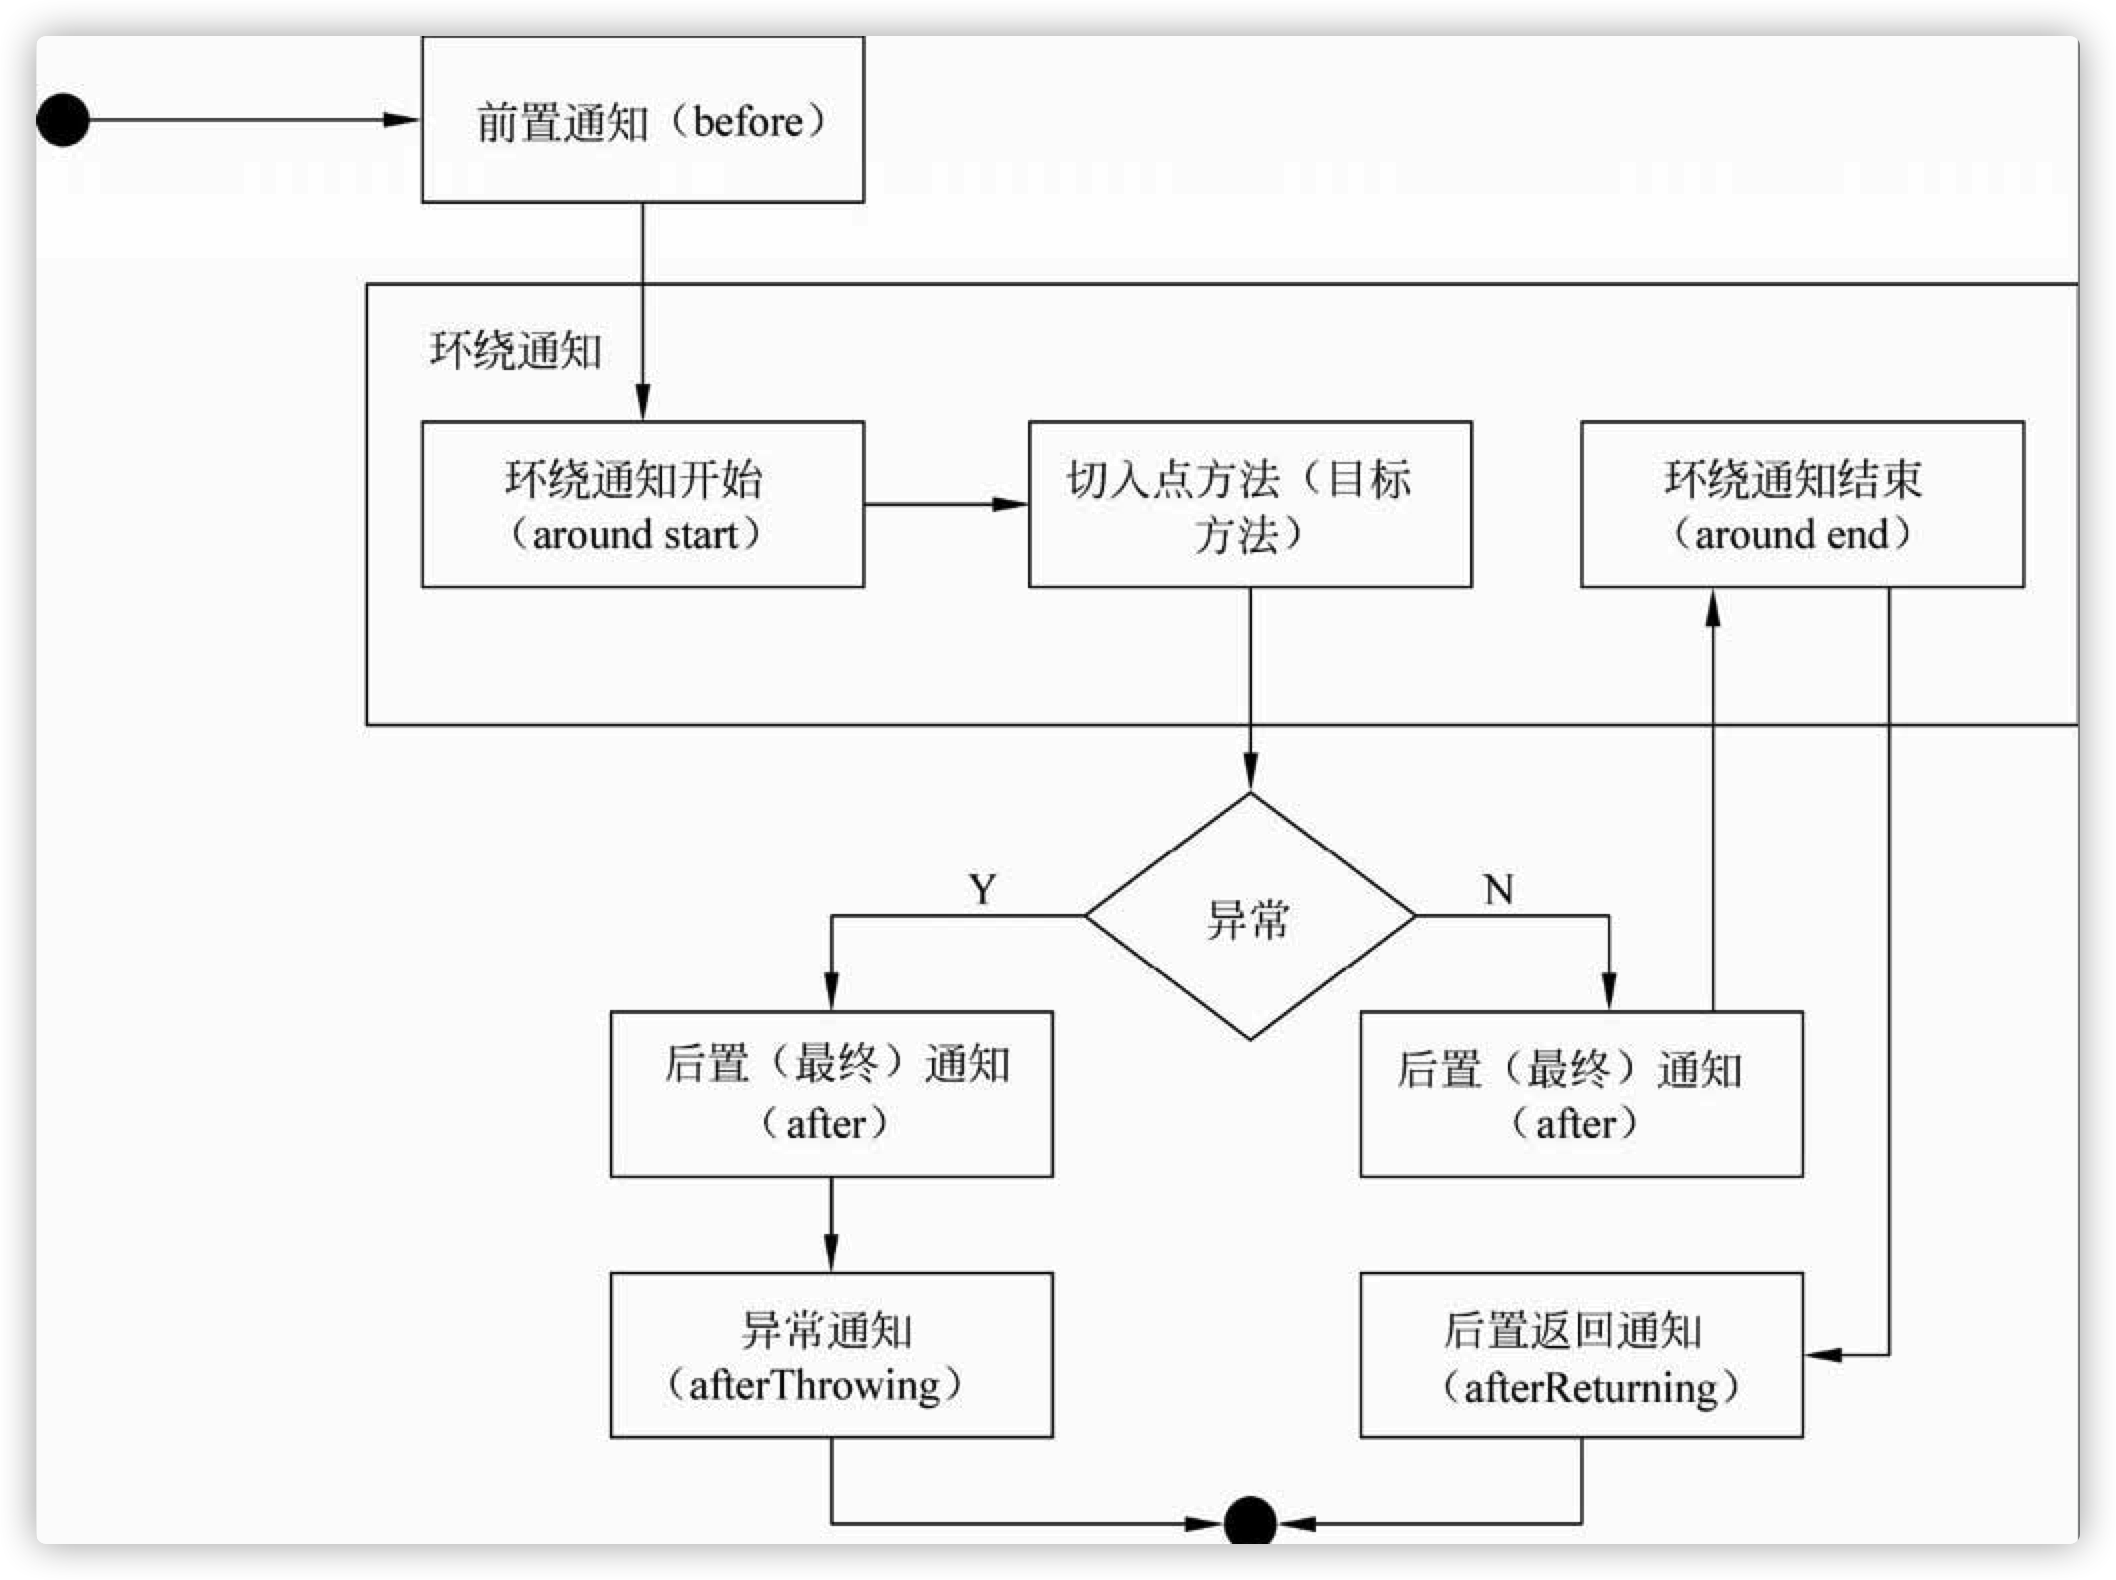 前置通知（before）
环绕通知
环绕通知开始
（around start）
切入点方法（目标
方法）
环绕通知结束
（around end）
Y
异常
N
后置（最终）通知
（after）
后置（最终）通知
（after）
异常通知
（afterThrowing）
后置返回通知
（afterReturning）